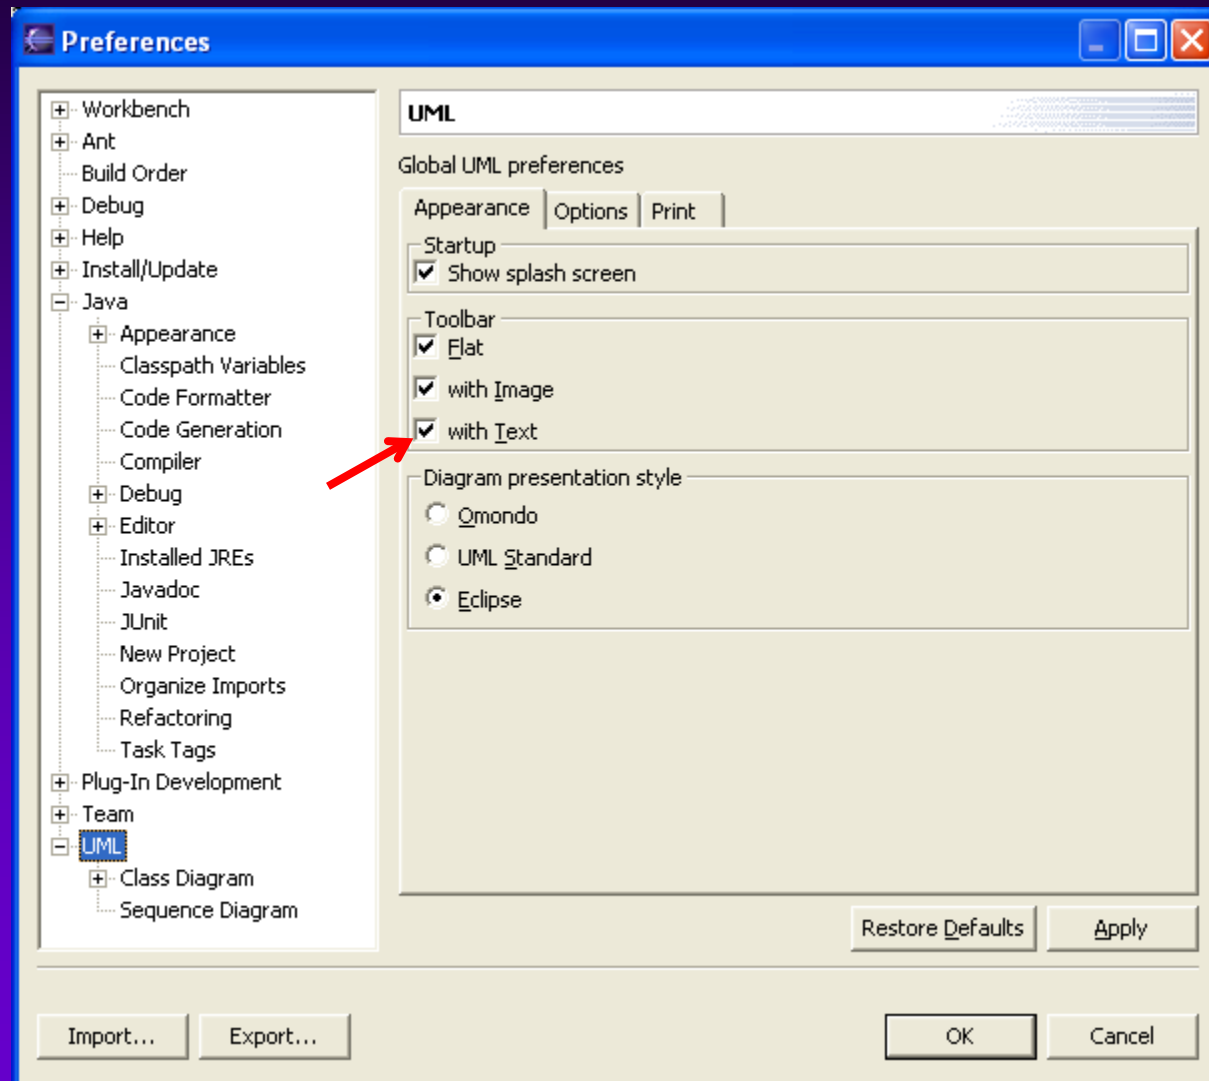 Preferences
Workbench
Ant
Build Order
Debug
Help
Install/Update
Java
Appearance
Classpath Variables
Code Formatter
Code Generation
Compiler
Debug
Editor
Installed JREs
Javadoc
JUnit
New Project
Organize Imports
Refactoring
Task Tags
Plug-In Development
Team
UML
Class Diagram
Sequence Diagram
UML
Global UML preferences
Appearance Options Print
Startup
Show splash screen
Toolbar
Flat
with Image
with Text
Diagram presentation style
Omondo
UML Standard
Eclipse
Restore Defaults Apply
Import... Export... OK Cancel